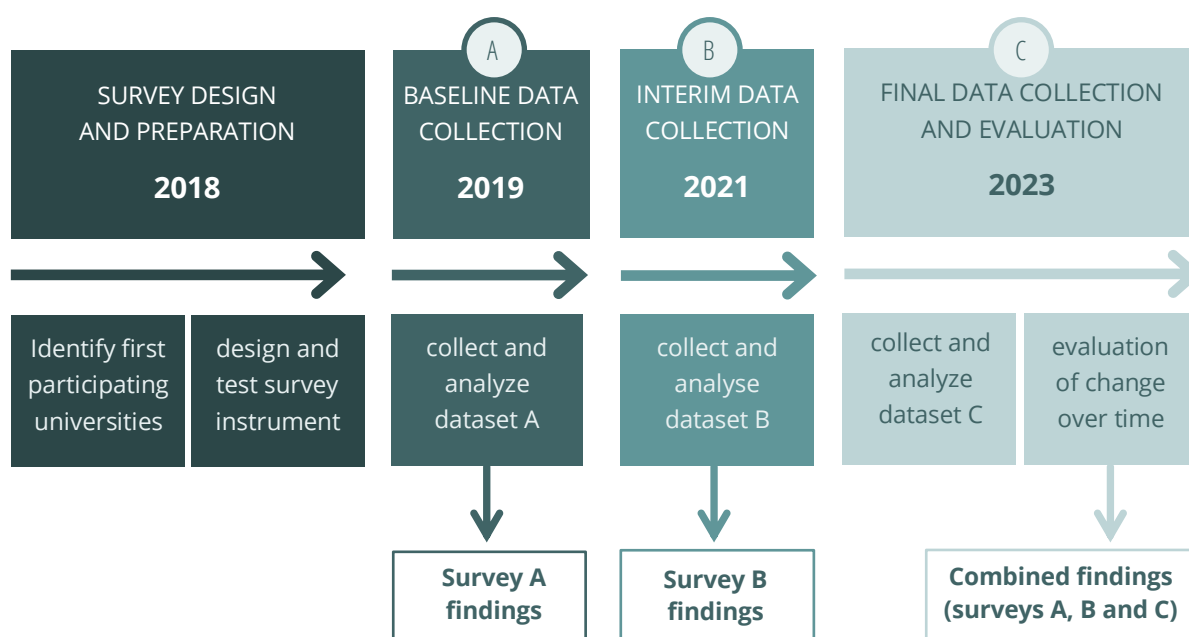 SURVEY DESIGN
AND PREPARATION
2018
A
BASELINE DATA
COLLECTION
2019
B
INTERIM DATA
COLLECTION
2021
C
FINAL DATA COLLECTION
AND EVALUATION
2023
Identify first
participating
universities
design and
test survey
instrument
collect and
analyze
dataset A
collect and
analyse
dataset B
collect and
analyze
dataset C
evaluation
of change
over time
Survey A
findings
Survey B
findings
Combined findings
(surveys A, B and C)